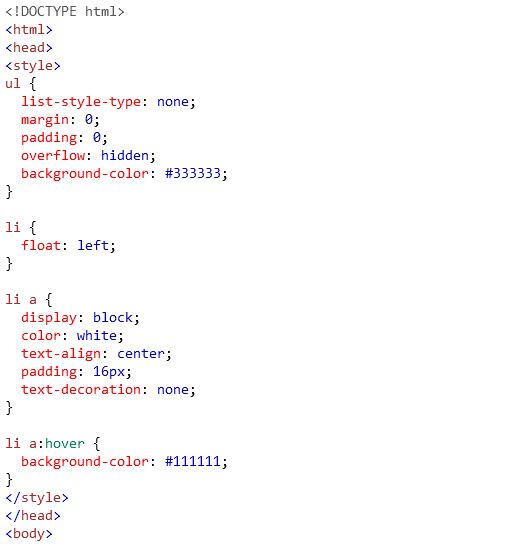 <!DOCTYPE html>
<html>
<head>
<style>
ul {
  list-style-type: none;
  margin: 0;
  padding: 0;
  overflow: hidden;
  background-color: #333333;
}

li {
  float: left;
}

li a {
  display: block;
  color: white;
  text-align: center;
  padding: 16px;
  text-decoration: none;
}

li a:hover {
  background-color: #111111;
}
</style>
</head>
<body>